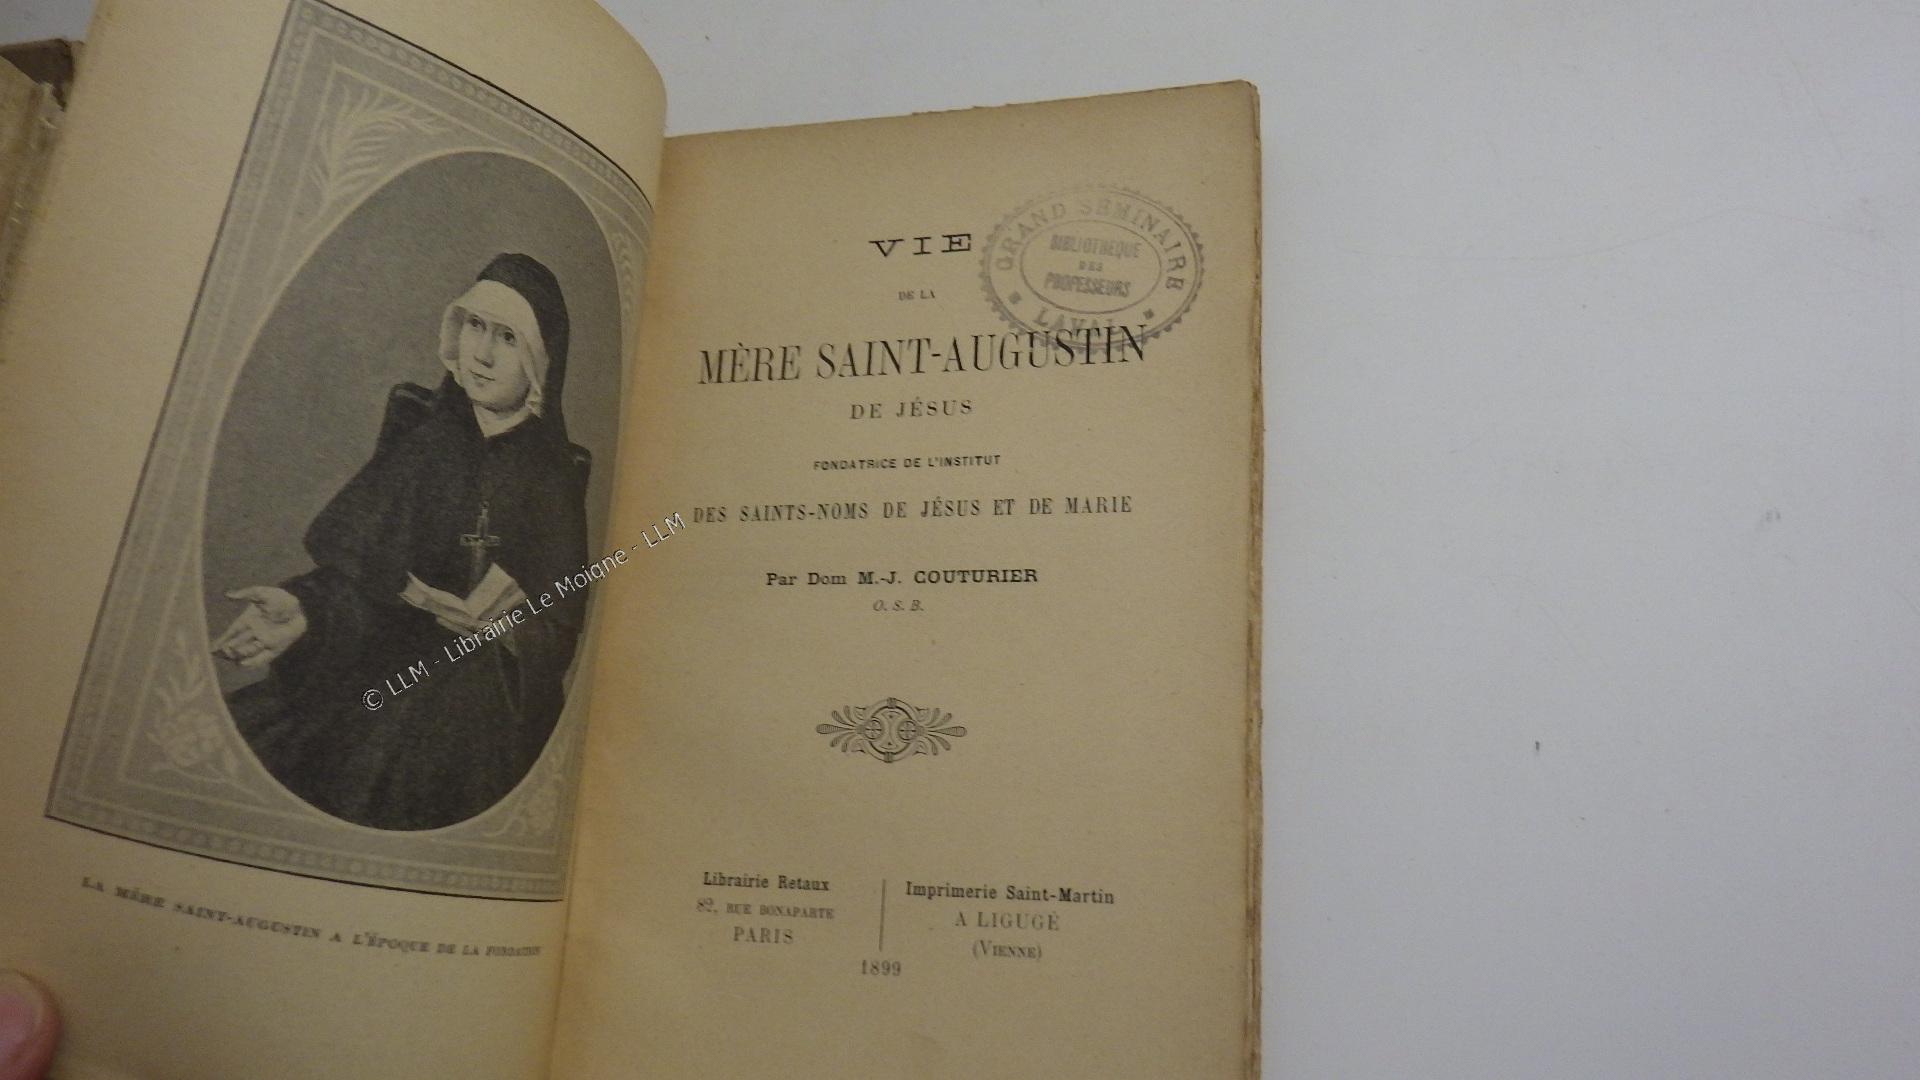 LA MÈRE SAINT-AUGUSTIN A L'ÉPOQUE DE LA FONDATION
© LLM - Librairie Le Moigne - LLM
VIE
DE LA
MÈRE SAINT-AUGUSTIN
DE JÉSUS
FONDATRICE DE L'INSTITUT
DES SAINTS-NOMS DE JÉSUS ET DE MARIE
Par Dom M.-J. COUTURIER
O. S. B.
GRAND SÉMINAIRE
BIBLIOTHÈQUE
DES
PROFESSEURS
LAVAL
Librairie Retaux
82, RUE BONAPARTE
PARIS
Imprimerie Saint-Martin
A LIGUGÉ
(VIENNE)
1899